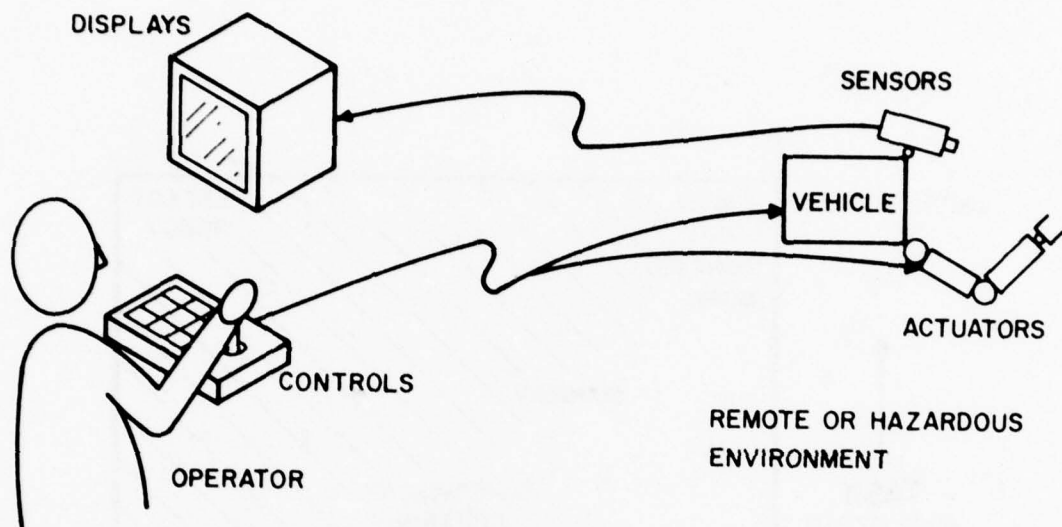 DISPLAYS
SENSORS
VEHICLE
ACTUATORS
CONTROLS
REMOTE OR HAZARDOUS
ENVIRONMENT
OPERATOR